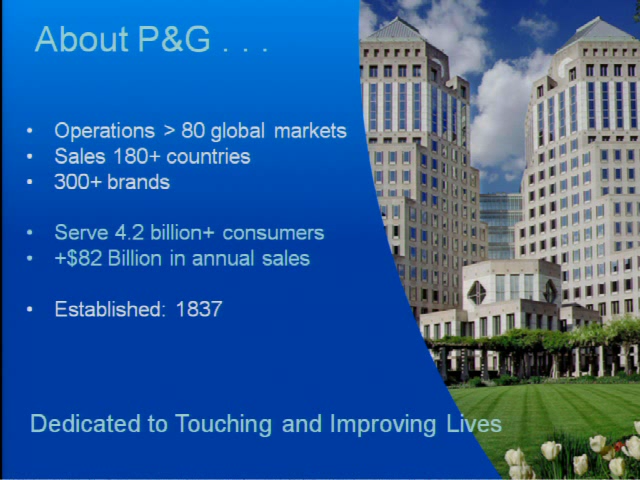 About P&G . . .
• Operations > 80 global markets
• Sales 180+ countries
• 300+ brands
• Serve 4.2 billion+ consumers
• +$82 Billion in annual sales
• Established: 1837
Dedicated to Touching and Improving Lives